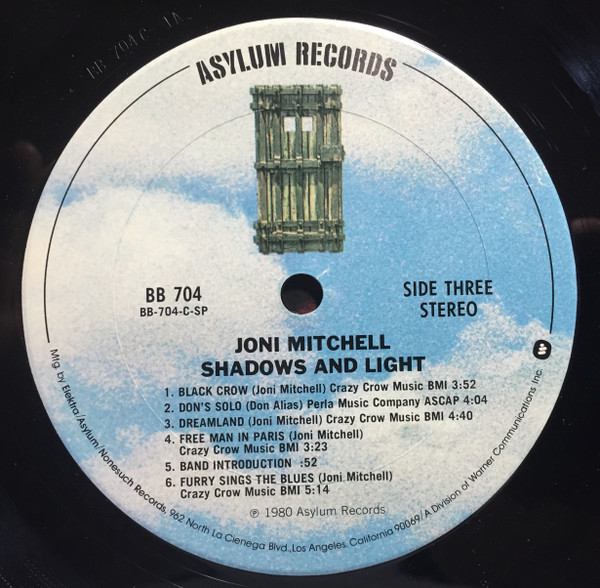 BB 704 C 1A
ASYLUM RECORDS
BB 704
BB-704-C-SP
SIDE THREE
STEREO
JONI MITCHELL
SHADOWS AND LIGHT
1. BLACK CROW (Joni Mitchell) Crazy Crow Music BMI 3:52
2. DON'S SOLO (Don Alias) Perla Music Company ASCAP 4:04
3. DREAMLAND (Joni Mitchell) Crazy Crow Music BMI 4:40
4. FREE MAN IN PARIS (Joni Mitchell)
Crazy Crow Music BMI 3:23
5. BAND INTRODUCTION :52
6. FURRY SINGS THE BLUES (Joni Mitchell)
Crazy Crow Music BMI 5:14
℗ 1980 Asylum Records
Mfg. by Elektra/Asylum/Nonesuch Records, 962 North La Cienega Blvd., Los Angeles, California 90069/A Division of Warner Communications Inc.